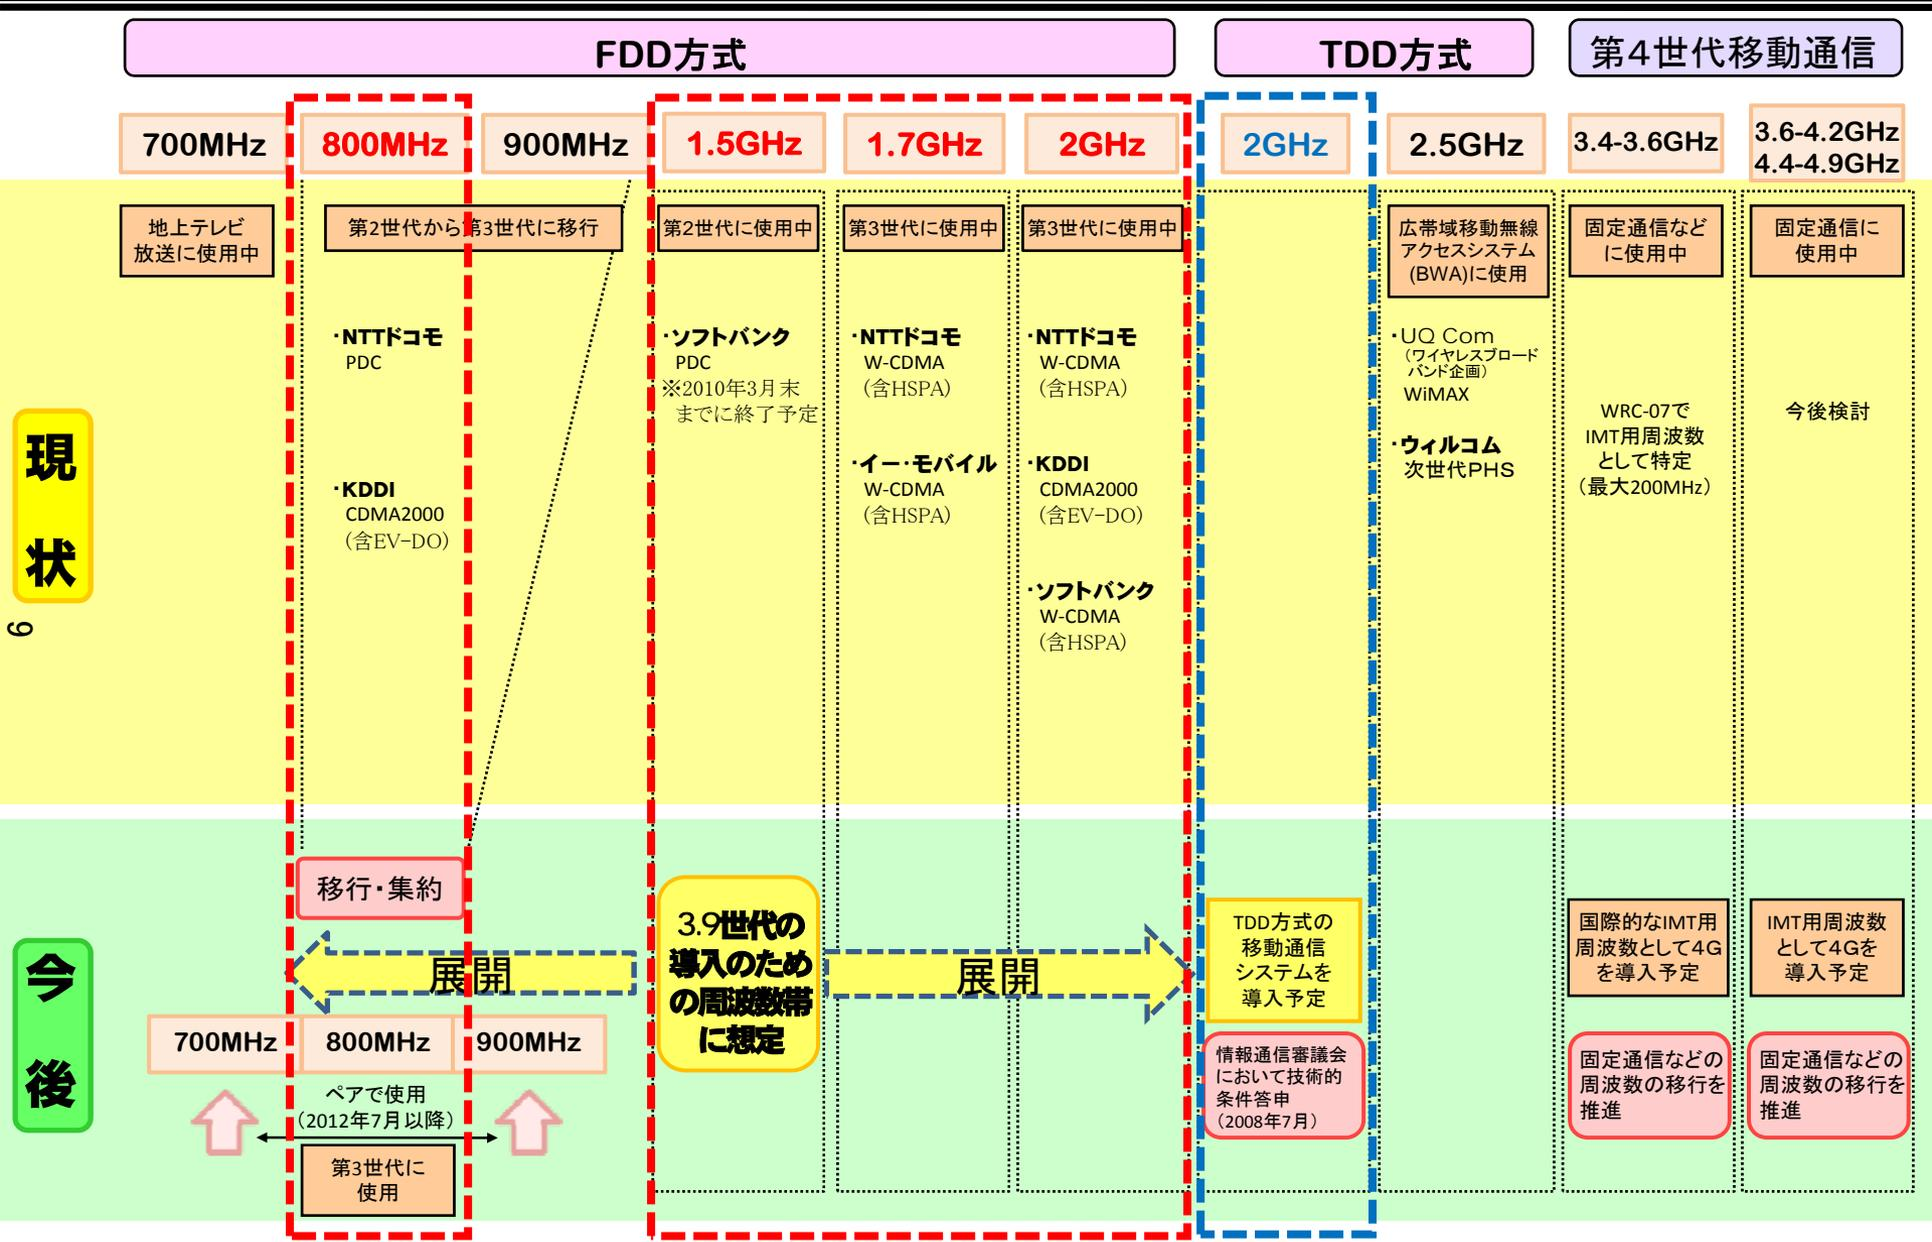 FDD方式
TDD方式
第4世代移動通信
700MHz
800MHz
900MHz
1.5GHz
1.7GHz
2GHz
2GHz
2.5GHz
3.4-3.6GHz
3.6-4.2GHz
4.4-4.9GHz
現
状
地上テレビ
放送に使用中
第2世代から第3世代に移行
・NTTドコモ
PDC
・KDDI
CDMA2000
(含EV-DO)
第2世代に使用中
・ソフトバンク
PDC
※2010年3月末
までに終了予定
第3世代に使用中
・NTTドコモ
W-CDMA
(含HSPA)
・イー・モバイル
W-CDMA
(含HSPA)
第3世代に使用中
・NTTドコモ
W-CDMA
(含HSPA)
・KDDI
CDMA2000
(含EV-DO)
・ソフトバンク
W-CDMA
(含HSPA)
広帯域移動無線
アクセスシステム
(BWA)に使用
・UQ Com
(ワイヤレスブロード
バンド企画)
WiMAX
・ウィルコム
次世代PHS
固定通信など
に使用中
WRC-07で
IMT用周波数
として特定
(最大200MHz)
固定通信に
使用中
今後検討
9
今
後
移行・集約
展開
700MHz
800MHz
900MHz
ペアで使用
(2012年7月以降)
第3世代に
使用
3.9世代の
導入のため
の周波数帯
に想定
展開
TDD方式の
移動通信
システムを
導入予定
情報通信審議会
において技術的
条件答申
(2008年7月)
国際的なIMT用
周波数として4G
を導入予定
固定通信などの
周波数の移行を
推進
IMT用周波数
として4Gを
導入予定
固定通信などの
周波数の移行を
推進